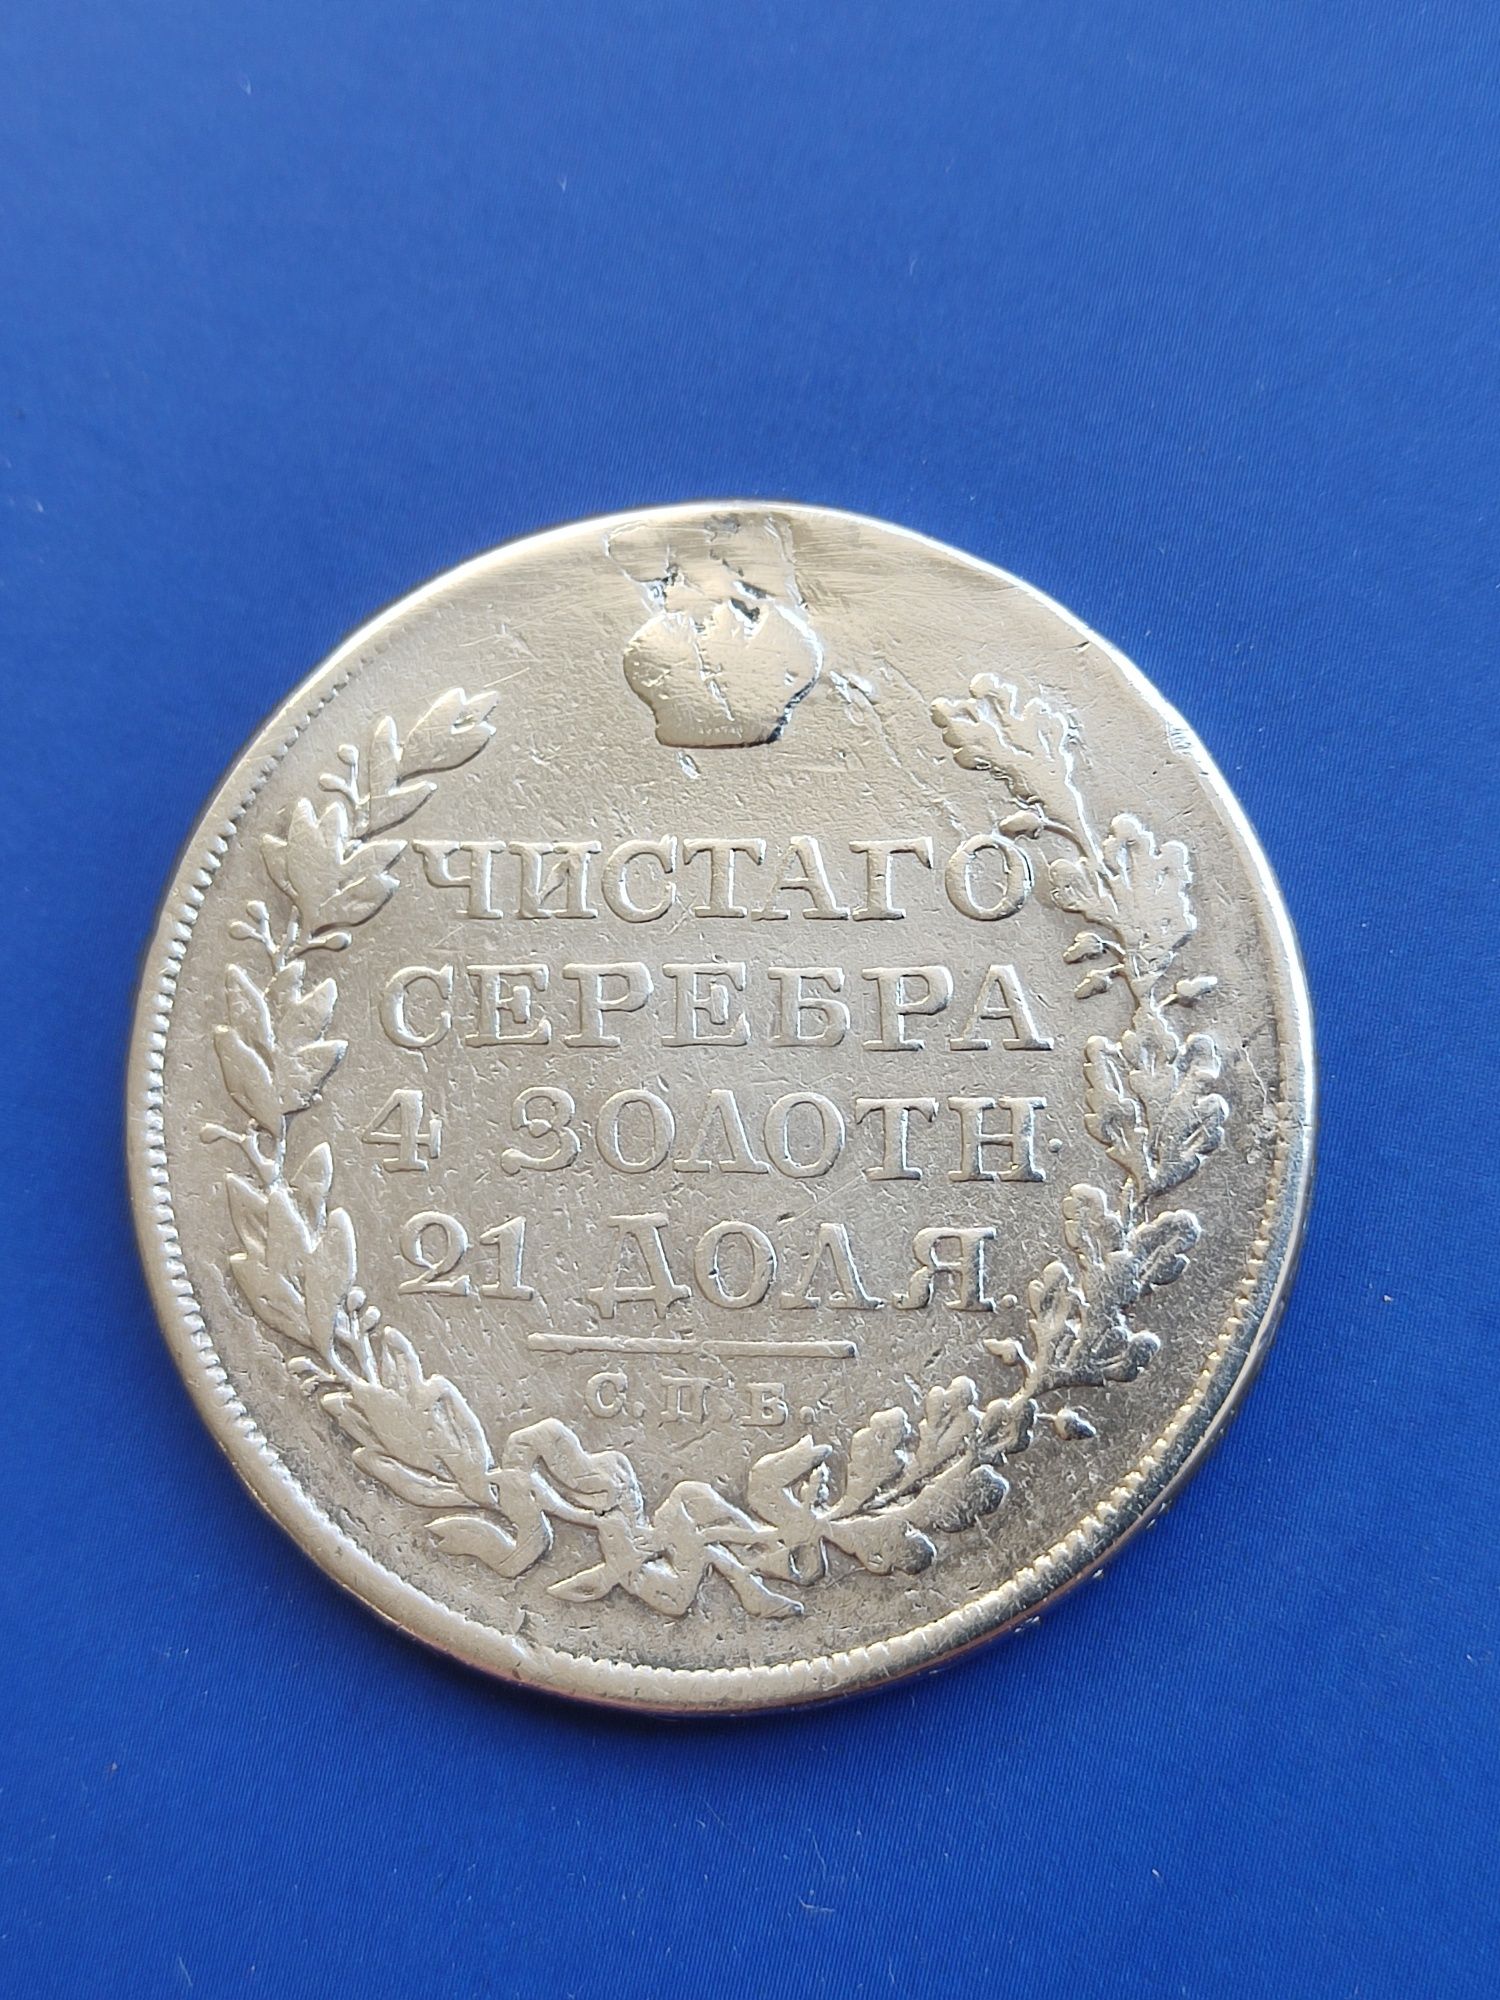 ЧИСТАГО
СЕРЕБРА
4 ЗОЛОТН.
21 ДОЛЯ.
С.П.Б.